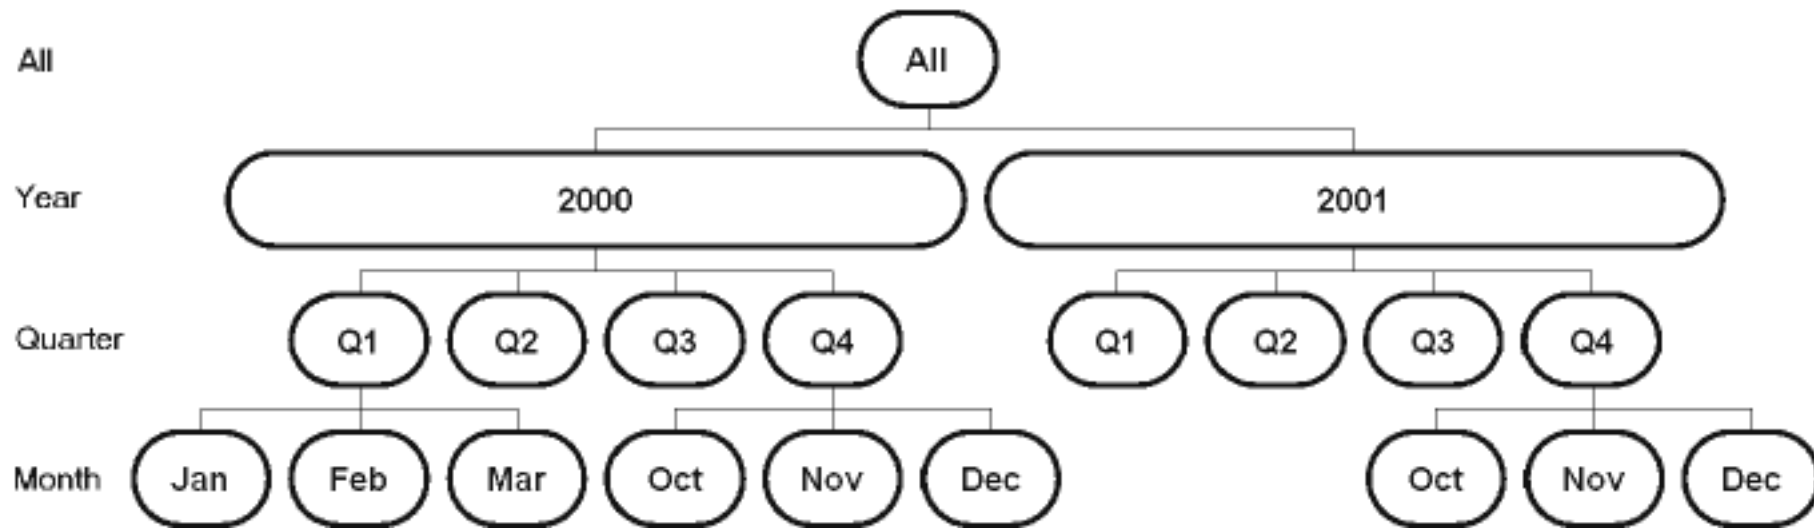 All All
Year 2000 2001
Quarter Q1 Q2 Q3 Q4 Q1 Q2 Q3 Q4
Month Jan Feb Mar Oct Nov Dec Oct Nov Dec